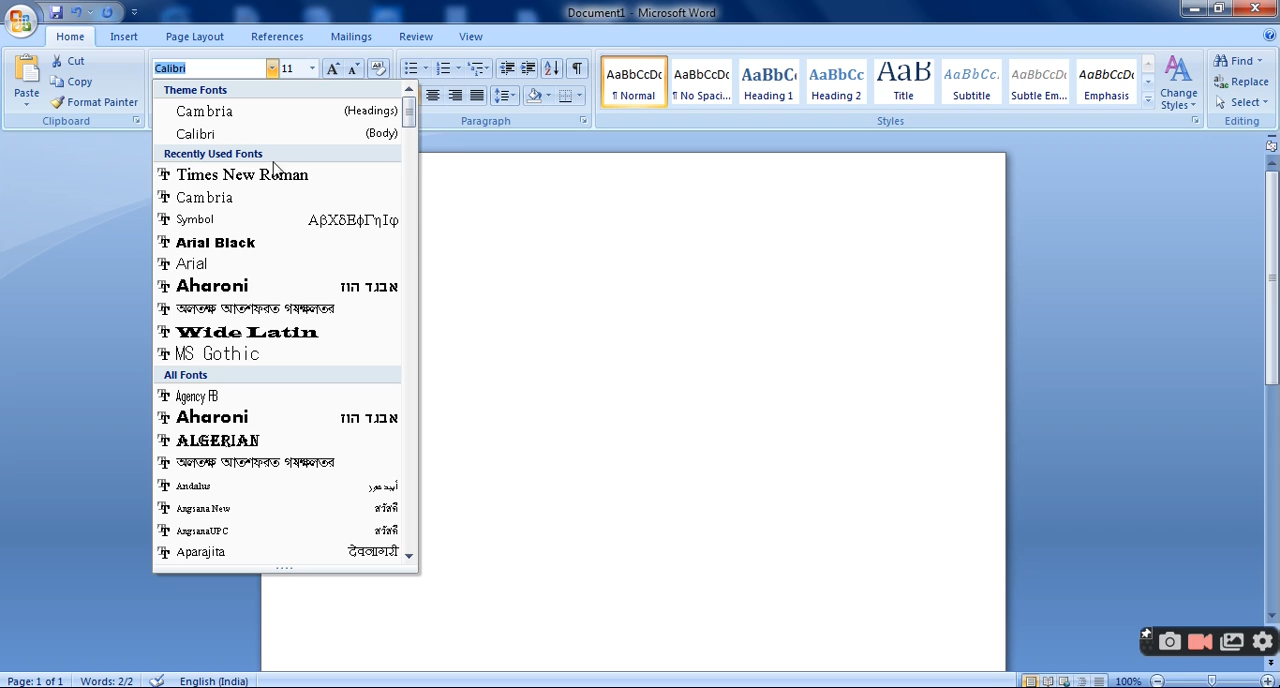 Document1 - Microsoft Word
Home Insert Page Layout References Mailings Review View
Paste
Cut
Copy
Format Painter
Clipboard
Calibri 11
Theme Fonts
Cambria (Headings)
Calibri (Body)
Recently Used Fonts
Times New Roman
Cambria
Symbol ΑβΧδΕφΓηΙφ
Arial Black
Arial
Aharoni אבגד הוז
Wide Latin
MS Gothic
All Fonts
Agency FB
Aharoni אבגד הוז
ALGERIAN
Andalus أبجد هوز
Angsana New สวัสดี
AngsanaUPC สวัสดี
Aparajita देवनागरी
Paragraph
AaBbCcDc AaBbCcDc AaBbC AaBbCc AaB AaBbCc. AaBbCcDc AaBbCcDc
¶ Normal ¶ No Spaci... Heading 1 Heading 2 Title Subtitle Subtle Em... Emphasis
Change
Styles
Styles
Find
Replace
Select
Editing
Page: 1 of 1 Words: 2/2 English (India) 100%